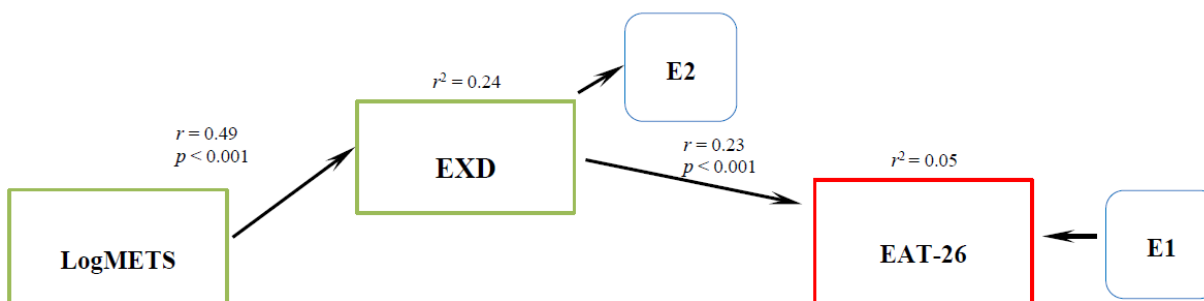 E2
r² = 0.24
r = 0.49
p < 0.001
EXD
r = 0.23
p < 0.001
r² = 0.05
LogMETS
EAT-26
E1